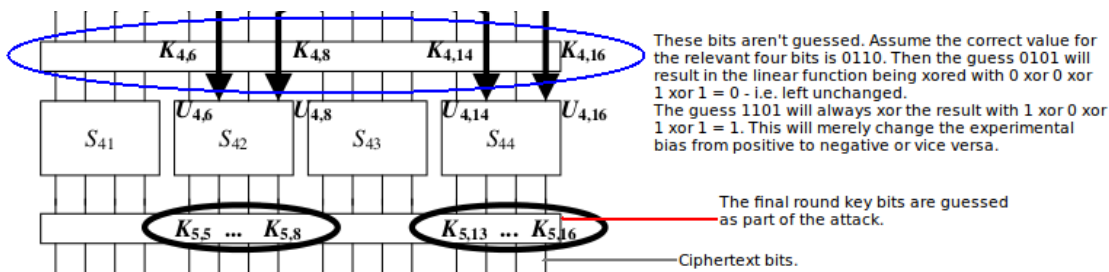 K4,6 K4,8 K4,14 K4,16
U4,6 U4,8 U4,14 U4,16
S41 S42 S43 S44
K5,5 ... K5,8 K5,13 ... K5,16
These bits aren't guessed. Assume the correct value for
the relevant four bits is 0110. Then the guess 0101 will
result in the linear function being xored with 0 xor 0 xor
1 xor 1 = 0 - i.e. left unchanged.
The guess 1101 will always xor the result with 1 xor 0 xor
1 xor 1 = 1. This will merely change the experimental
bias from positive to negative or vice versa.
The final round key bits are guessed
as part of the attack.
Ciphertext bits.